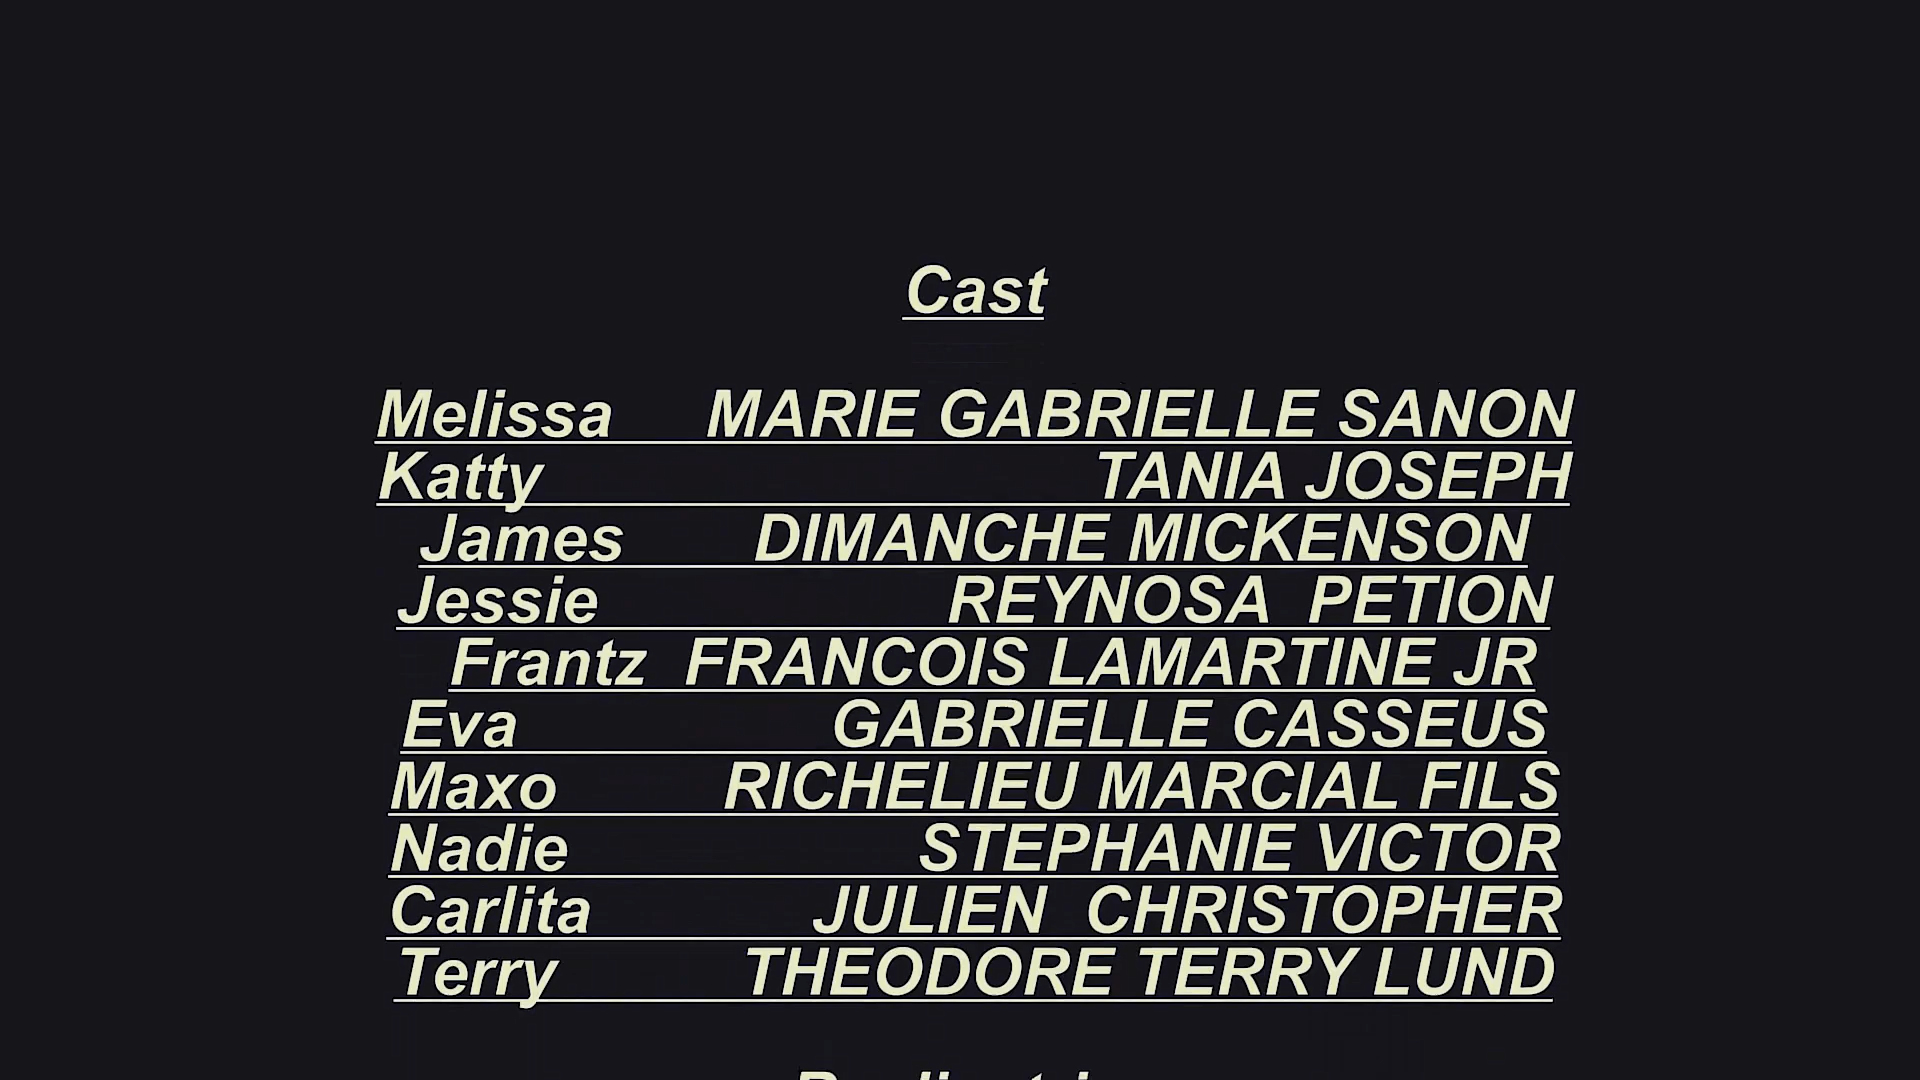 Cast
Melissa MARIE GABRIELLE SANON
Katty TANIA JOSEPH
James DIMANCHE MICKENSON
Jessie REYNOSA PETION
Frantz FRANCOIS LAMARTINE JR
Eva GABRIELLE CASSEUS
Maxo RICHELIEU MARCIAL FILS
Nadie STEPHANIE VICTOR
Carlita JULIEN CHRISTOPHER
Terry THEODORE TERRY LUND